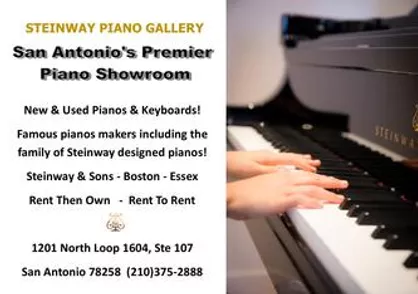 STEINWAY PIANO GALLERY
San Antonio's Premier
Piano Showroom
New & Used Pianos & Keyboards!
Famous pianos makers including the
family of Steinway designed pianos!
Steinway & Sons - Boston - Essex
Rent Then Own - Rent To Rent
1201 North Loop 1604, Ste 107
San Antonio 78258 (210)375-2888
STEINWAY